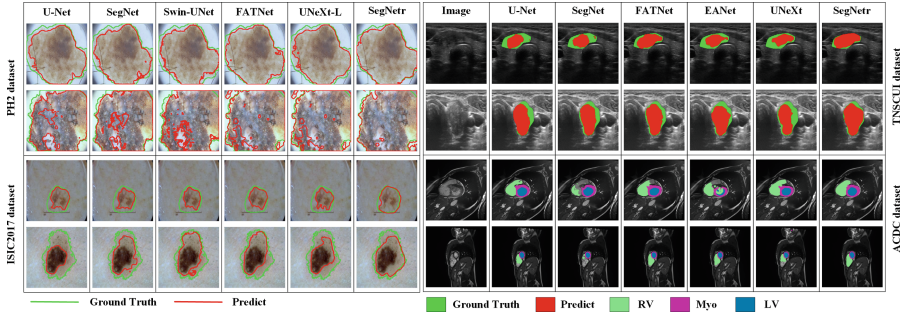 U-Net SegNet Swin-UNet FATNet UNeXt-L SegNetr
PH2 dataset
ISIC2017 dataset
Ground Truth Predict
Image U-Net SegNet FATNet EANet UNeXt SegNetr
TNSCUI dataset
ACDC dataset
Ground Truth Predict RV Myo LV